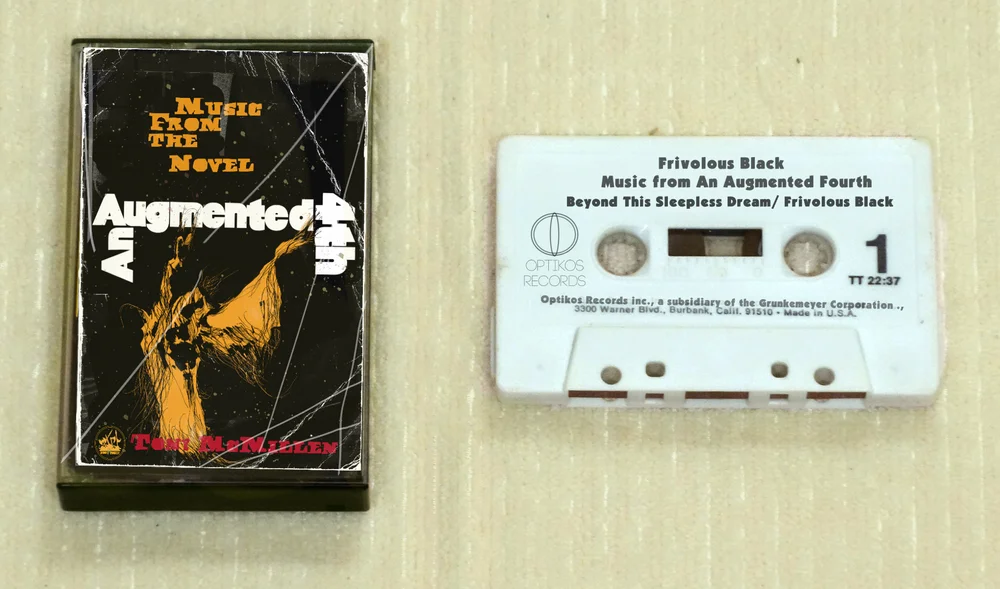 Music
From
The
Novel
An Augmented 4th
Tony McMillen
Frivolous Black
Music from An Augmented Fourth
Beyond This Sleepless Dream/ Frivolous Black
OPTIKOS
RECORDS
1
TT 22:37
Optikos Records inc., a subsidiary of the Grunkemeyer Corporation.,
3300 Warner Blvd., Burbank, Calif. 91510 • Made in U.S.A.